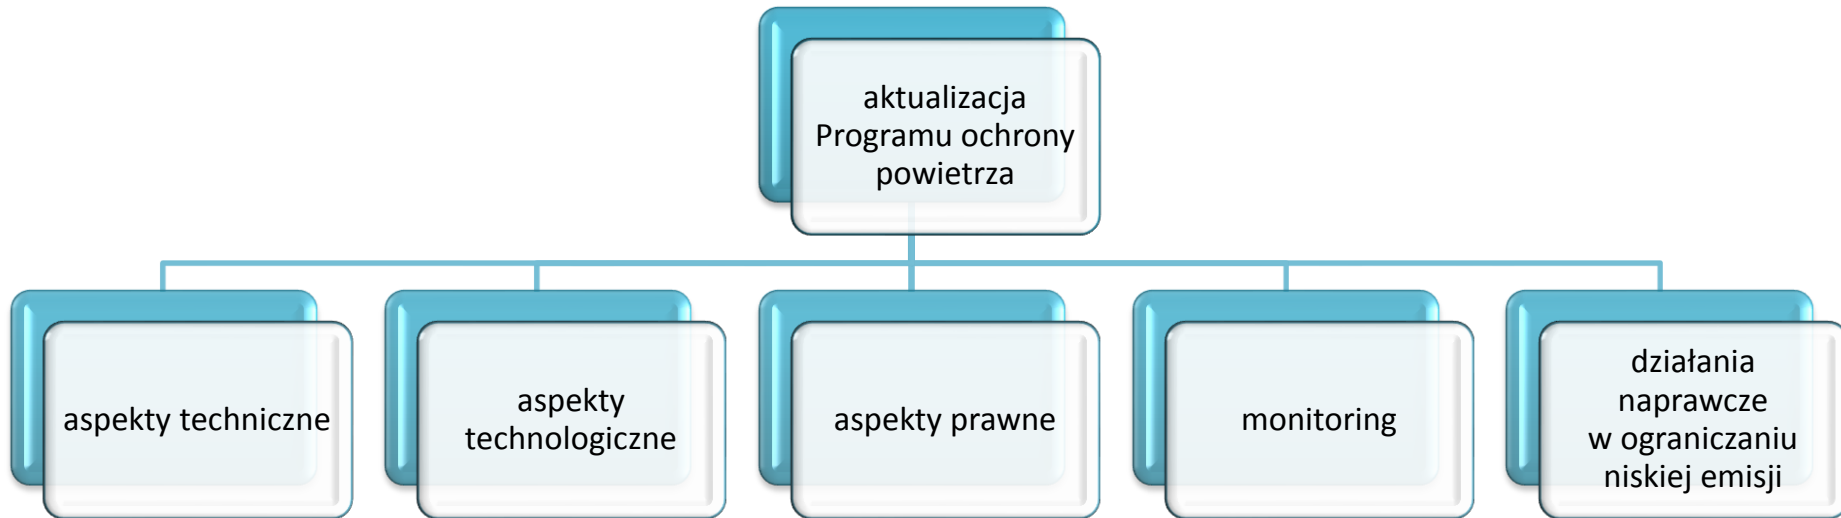 aktualizacja
Programu ochrony
powietrza
aspekty techniczne
aspekty
technologiczne
aspekty prawne
monitoring
działania
naprawcze
w ograniczaniu
niskiej emisji